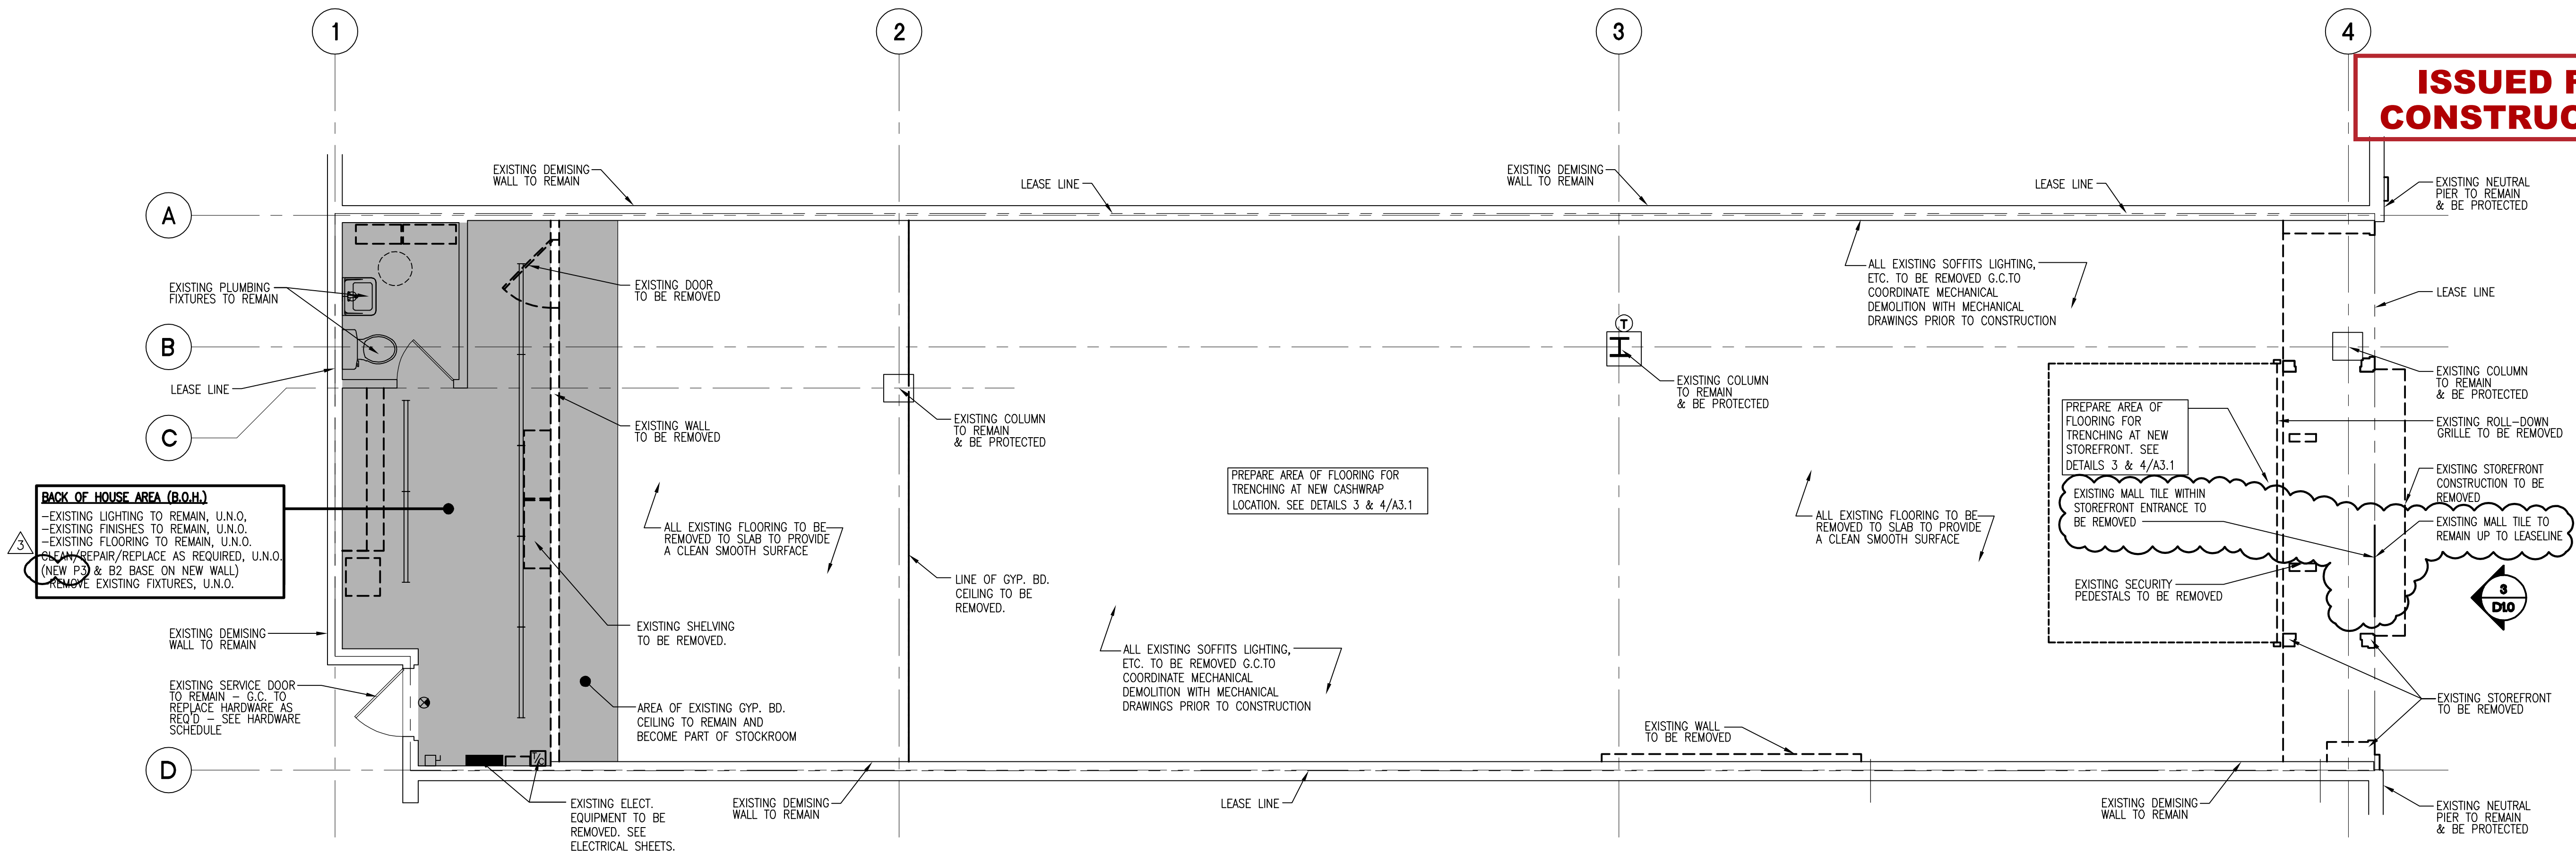 1
2
3
4
ISSUED F
CONSTRUC
EXISTING DEMISING
WALL TO REMAIN
LEASE LINE
EXISTING DEMISING
WALL TO REMAIN
LEASE LINE
EXISTING NEUTRAL
PIER TO REMAIN
& BE PROTECTED
A
EXISTING PLUMBING
FIXTURES TO REMAIN
EXISTING DOOR
TO BE REMOVED
ALL EXISTING SOFFITS LIGHTING,
ETC. TO BE REMOVED G.C.TO
COORDINATE MECHANICAL
DEMOLITION WITH MECHANICAL
DRAWINGS PRIOR TO CONSTRUCTION
LEASE LINE
T
B
LEASE LINE
EXISTING COLUMN
TO REMAIN
& BE PROTECTED
EXISTING COLUMN
TO REMAIN
& BE PROTECTED
C
EXISTING WALL
TO BE REMOVED
EXISTING COLUMN
TO REMAIN
& BE PROTECTED
PREPARE AREA OF
FLOORING FOR
TRENCHING AT NEW
STOREFRONT. SEE
DETAILS 3 & 4/A3.1
EXISTING ROLL-DOWN
GRILLE TO BE REMOVED
EXISTING STOREFRONT
CONSTRUCTION TO BE
REMOVED
BACK OF HOUSE AREA (B.O.H.)
-EXISTING LIGHTING TO REMAIN, U.N.O,
-EXISTING FINISHES TO REMAIN, U.N.O.
-EXISTING FLOORING TO REMAIN, U.N.O.
CLEAN/REPAIR/REPLACE AS REQUIRED, U.N.O.
(NEW P3 & B2 BASE ON NEW WALL)
-REMOVE EXISTING FIXTURES, U.N.O.
3
PREPARE AREA OF FLOORING FOR
TRENCHING AT NEW CASHWRAP
LOCATION. SEE DETAILS 3 & 4/A3.1
ALL EXISTING FLOORING TO BE
REMOVED TO SLAB TO PROVIDE
A CLEAN SMOOTH SURFACE
ALL EXISTING FLOORING TO BE
REMOVED TO SLAB TO PROVIDE
A CLEAN SMOOTH SURFACE
EXISTING MALL TILE WITHIN
STOREFRONT ENTRANCE TO
BE REMOVED
EXISTING MALL TILE TO
REMAIN UP TO LEASELINE
LINE OF GYP. BD.
CEILING TO BE
REMOVED.
EXISTING SECURITY
PEDESTALS TO BE REMOVED
3
D1.0
EXISTING DEMISING
WALL TO REMAIN
EXISTING SHELVING
TO BE REMOVED.
ALL EXISTING SOFFITS LIGHTING,
ETC. TO BE REMOVED G.C.TO
COORDINATE MECHANICAL
DEMOLITION WITH MECHANICAL
DRAWINGS PRIOR TO CONSTRUCTION
EXISTING SERVICE DOOR
TO REMAIN - G.C. TO
REPLACE HARDWARE AS
REQ'D - SEE HARDWARE
SCHEDULE
AREA OF EXISTING GYP. BD.
CEILING TO REMAIN AND
BECOME PART OF STOCKROOM
EXISTING STOREFRONT
TO BE REMOVED
EXISTING WALL
TO BE REMOVED
T/C
D
EXISTING ELECT.
EQUIPMENT TO BE
REMOVED. SEE
ELECTRICAL SHEETS.
EXISTING DEMISING
WALL TO REMAIN
LEASE LINE
EXISTING DEMISING
WALL TO REMAIN
EXISTING NEUTRAL
PIER TO REMAIN
& BE PROTECTED